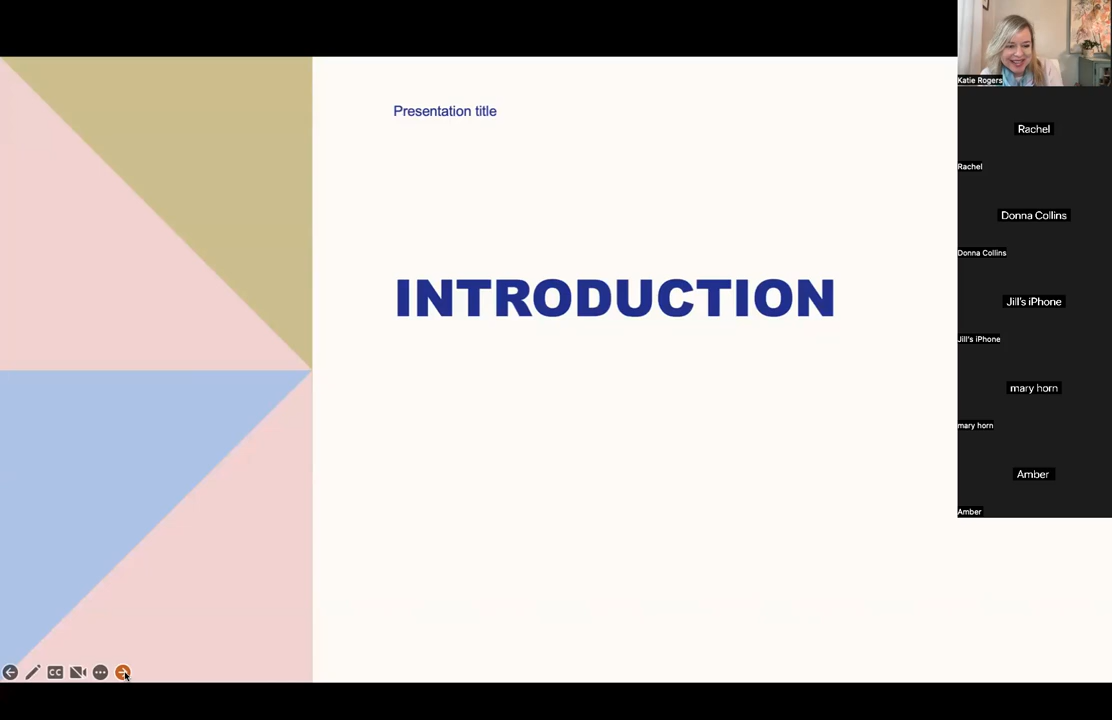 Presentation title
INTRODUCTION
Katie Rogers
Rachel
Rachel
Donna Collins
Donna Collins
Jill's iPhone
Jill's iPhone
mary horn
mary horn
Amber
Amber
CC